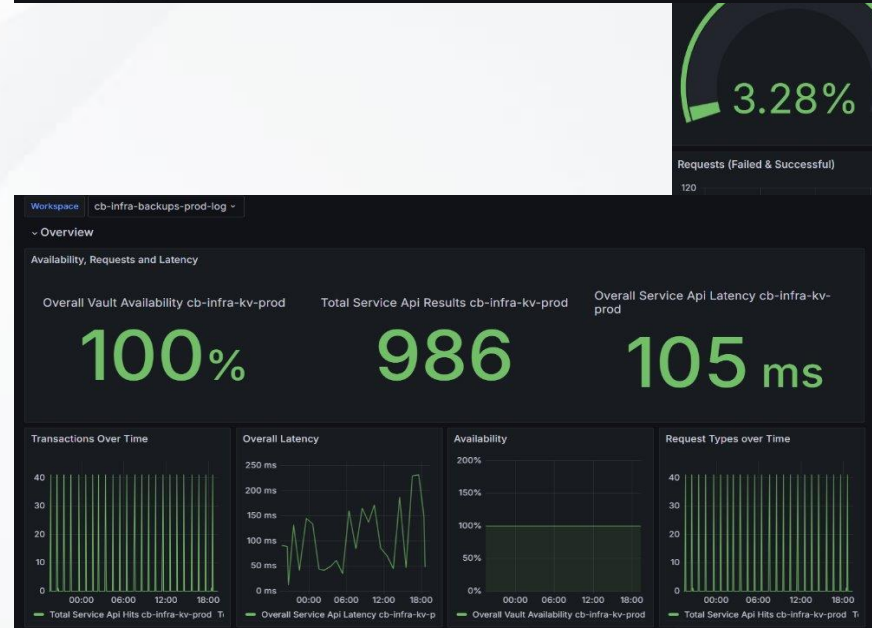 3.28%
Requests (Failed & Successful)
120
Workspace cb-infra-backups-prod-log
Overview
Availability, Requests and Latency
Overall Vault Availability cb-infra-kv-prod
100%
Total Service Api Results cb-infra-kv-prod
986
Overall Service Api Latency cb-infra-kv-
prod
105 ms
Transactions Over Time
40
30
20
10
0
00:00 06:00 12:00 18:00
Total Service Api Hits cb-infra-kv-prod
Overall Latency
250 ms
200 ms
150 ms
100 ms
50 ms
0 ms
00:00 06:00 12:00 18:00
Overall Service Api Latency cb-infra-kv-p
Availability
200%
150%
100%
50%
0%
00:00 06:00 12:00 18:00
Overall Vault Availability cb-infra-kv-prod
Request Types over Time
40
30
20
10
0
00:00 06:00 12:00 18:00
Total Service Api Hits cb-infra-kv-prod